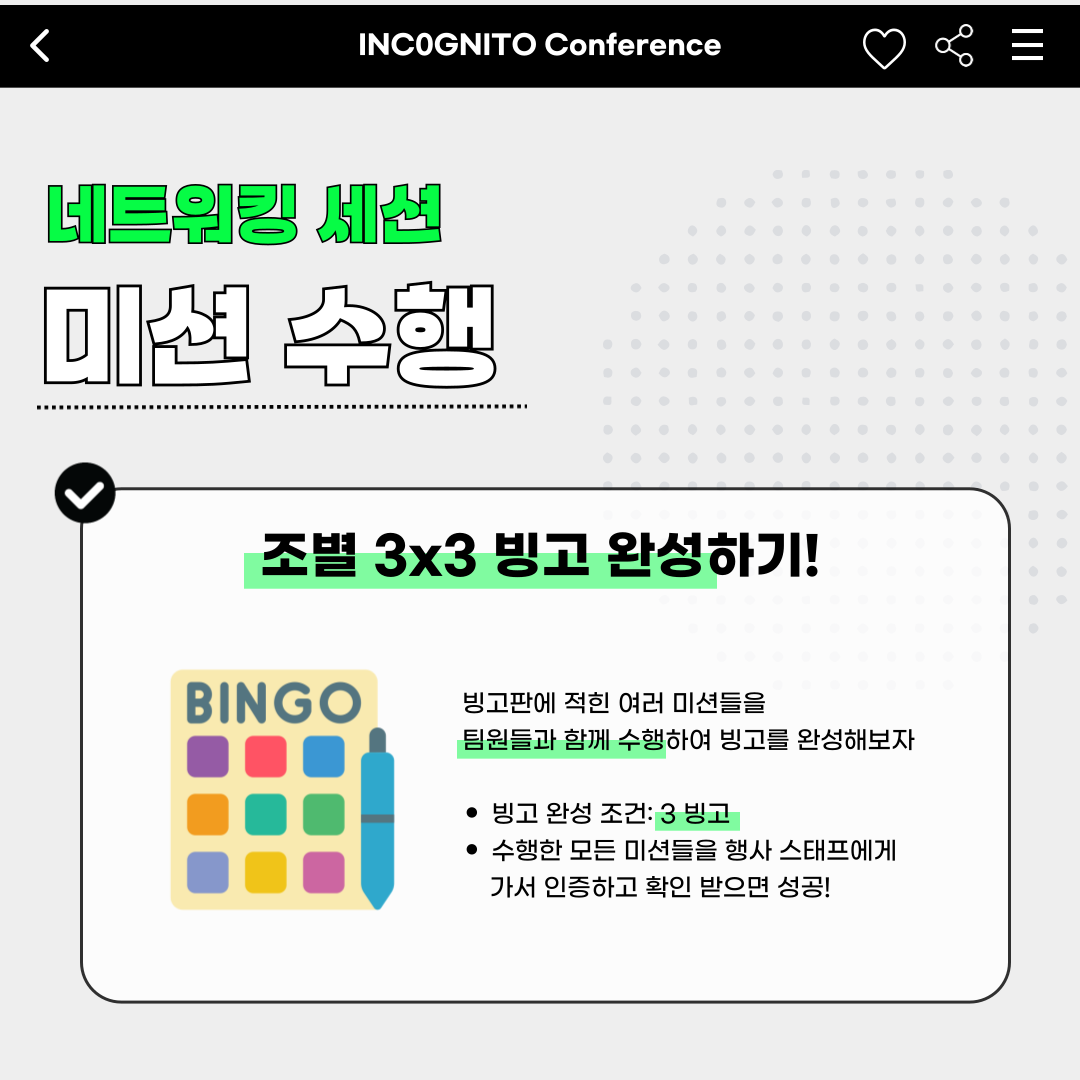 INC0GNITO Conference
네트워킹 세션
미션 수행
조별 3x3 빙고 완성하기!
BINGO
빙고판에 적힌 여러 미션들을
팀원들과 함께 수행하여 빙고를 완성해보자
• 빙고 완성 조건: 3 빙고
• 수행한 모든 미션들을 행사 스태프에게
가서 인증하고 확인 받으면 성공!